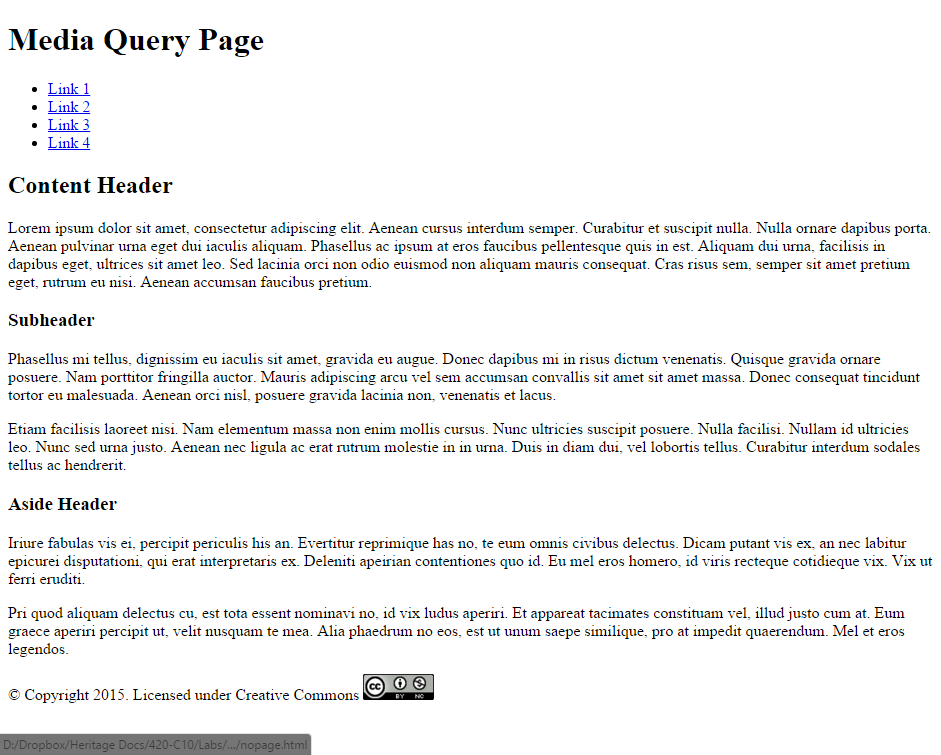 Media Query Page
Link 1
Link 2
Link 3
Link 4
Content Header
Lorem ipsum dolor sit amet, consectetur adipiscing elit. Aenean cursus interdum semper. Curabitur et suscipit nulla. Nulla ornare dapibus porta.
Aenean pulvinar urna eget dui iaculis aliquam. Phasellus ac ipsum at eros faucibus pellentesque quis in est. Aliquam dui urna, facilisis in
dapibus eget, ultrices sit amet leo. Sed lacinia orci non odio euismod non aliquam mauris consequat. Cras risus sem, semper sit amet pretium
eget, rutrum eu nisi. Aenean accumsan faucibus pretium.
Subheader
Phasellus mi tellus, dignissim eu iaculis sit amet, gravida eu augue. Donec dapibus mi in risus dictum venenatis. Quisque gravida ornare
posuere. Nam porttitor fringilla auctor. Mauris adipiscing arcu vel sem accumsan convallis sit amet sit amet massa. Donec consequat tincidunt
tortor eu malesuada. Aenean orci nisl, posuere gravida lacinia non, venenatis et lacus.
Etiam facilisis laoreet nisi. Nam elementum massa non enim mollis cursus. Nunc ultricies suscipit posuere. Nulla facilisi. Nullam id ultricies
leo. Nunc sed urna justo. Aenean nec ligula ac erat rutrum molestie in in urna. Duis in diam dui, vel lobortis tellus. Curabitur interdum sodales
tellus ac hendrerit.
Aside Header
Iriure fabulas vis ei, percipit periculis his an. Evertitur reprimique has no, te eum omnis civibus delectus. Dicam putant vis ex, an nec labitur
epicurei disputationi, qui erat interpretaris ex. Deleniti apeirian contentiones quo id. Eu mel eros homero, id viris recteque cotidieque vix. Vix ut
ferri eruditi.
Pri quod aliquam delectus cu, est tota essent nominavi no, id vix ludus aperiri. Et appareat tacimates constituam vel, illud justo cum at. Eum
graece aperiri percipit ut, velit nusquam te mea. Alia phaedrum no eos, est ut unum saepe similique, pro at impedit quaerendum. Mel et eros
legendos.
© Copyright 2015. Licensed under Creative Commons cc BY NC
D:/Dropbox/Heritage Docs/420-C10/Labs/.../nopage.html